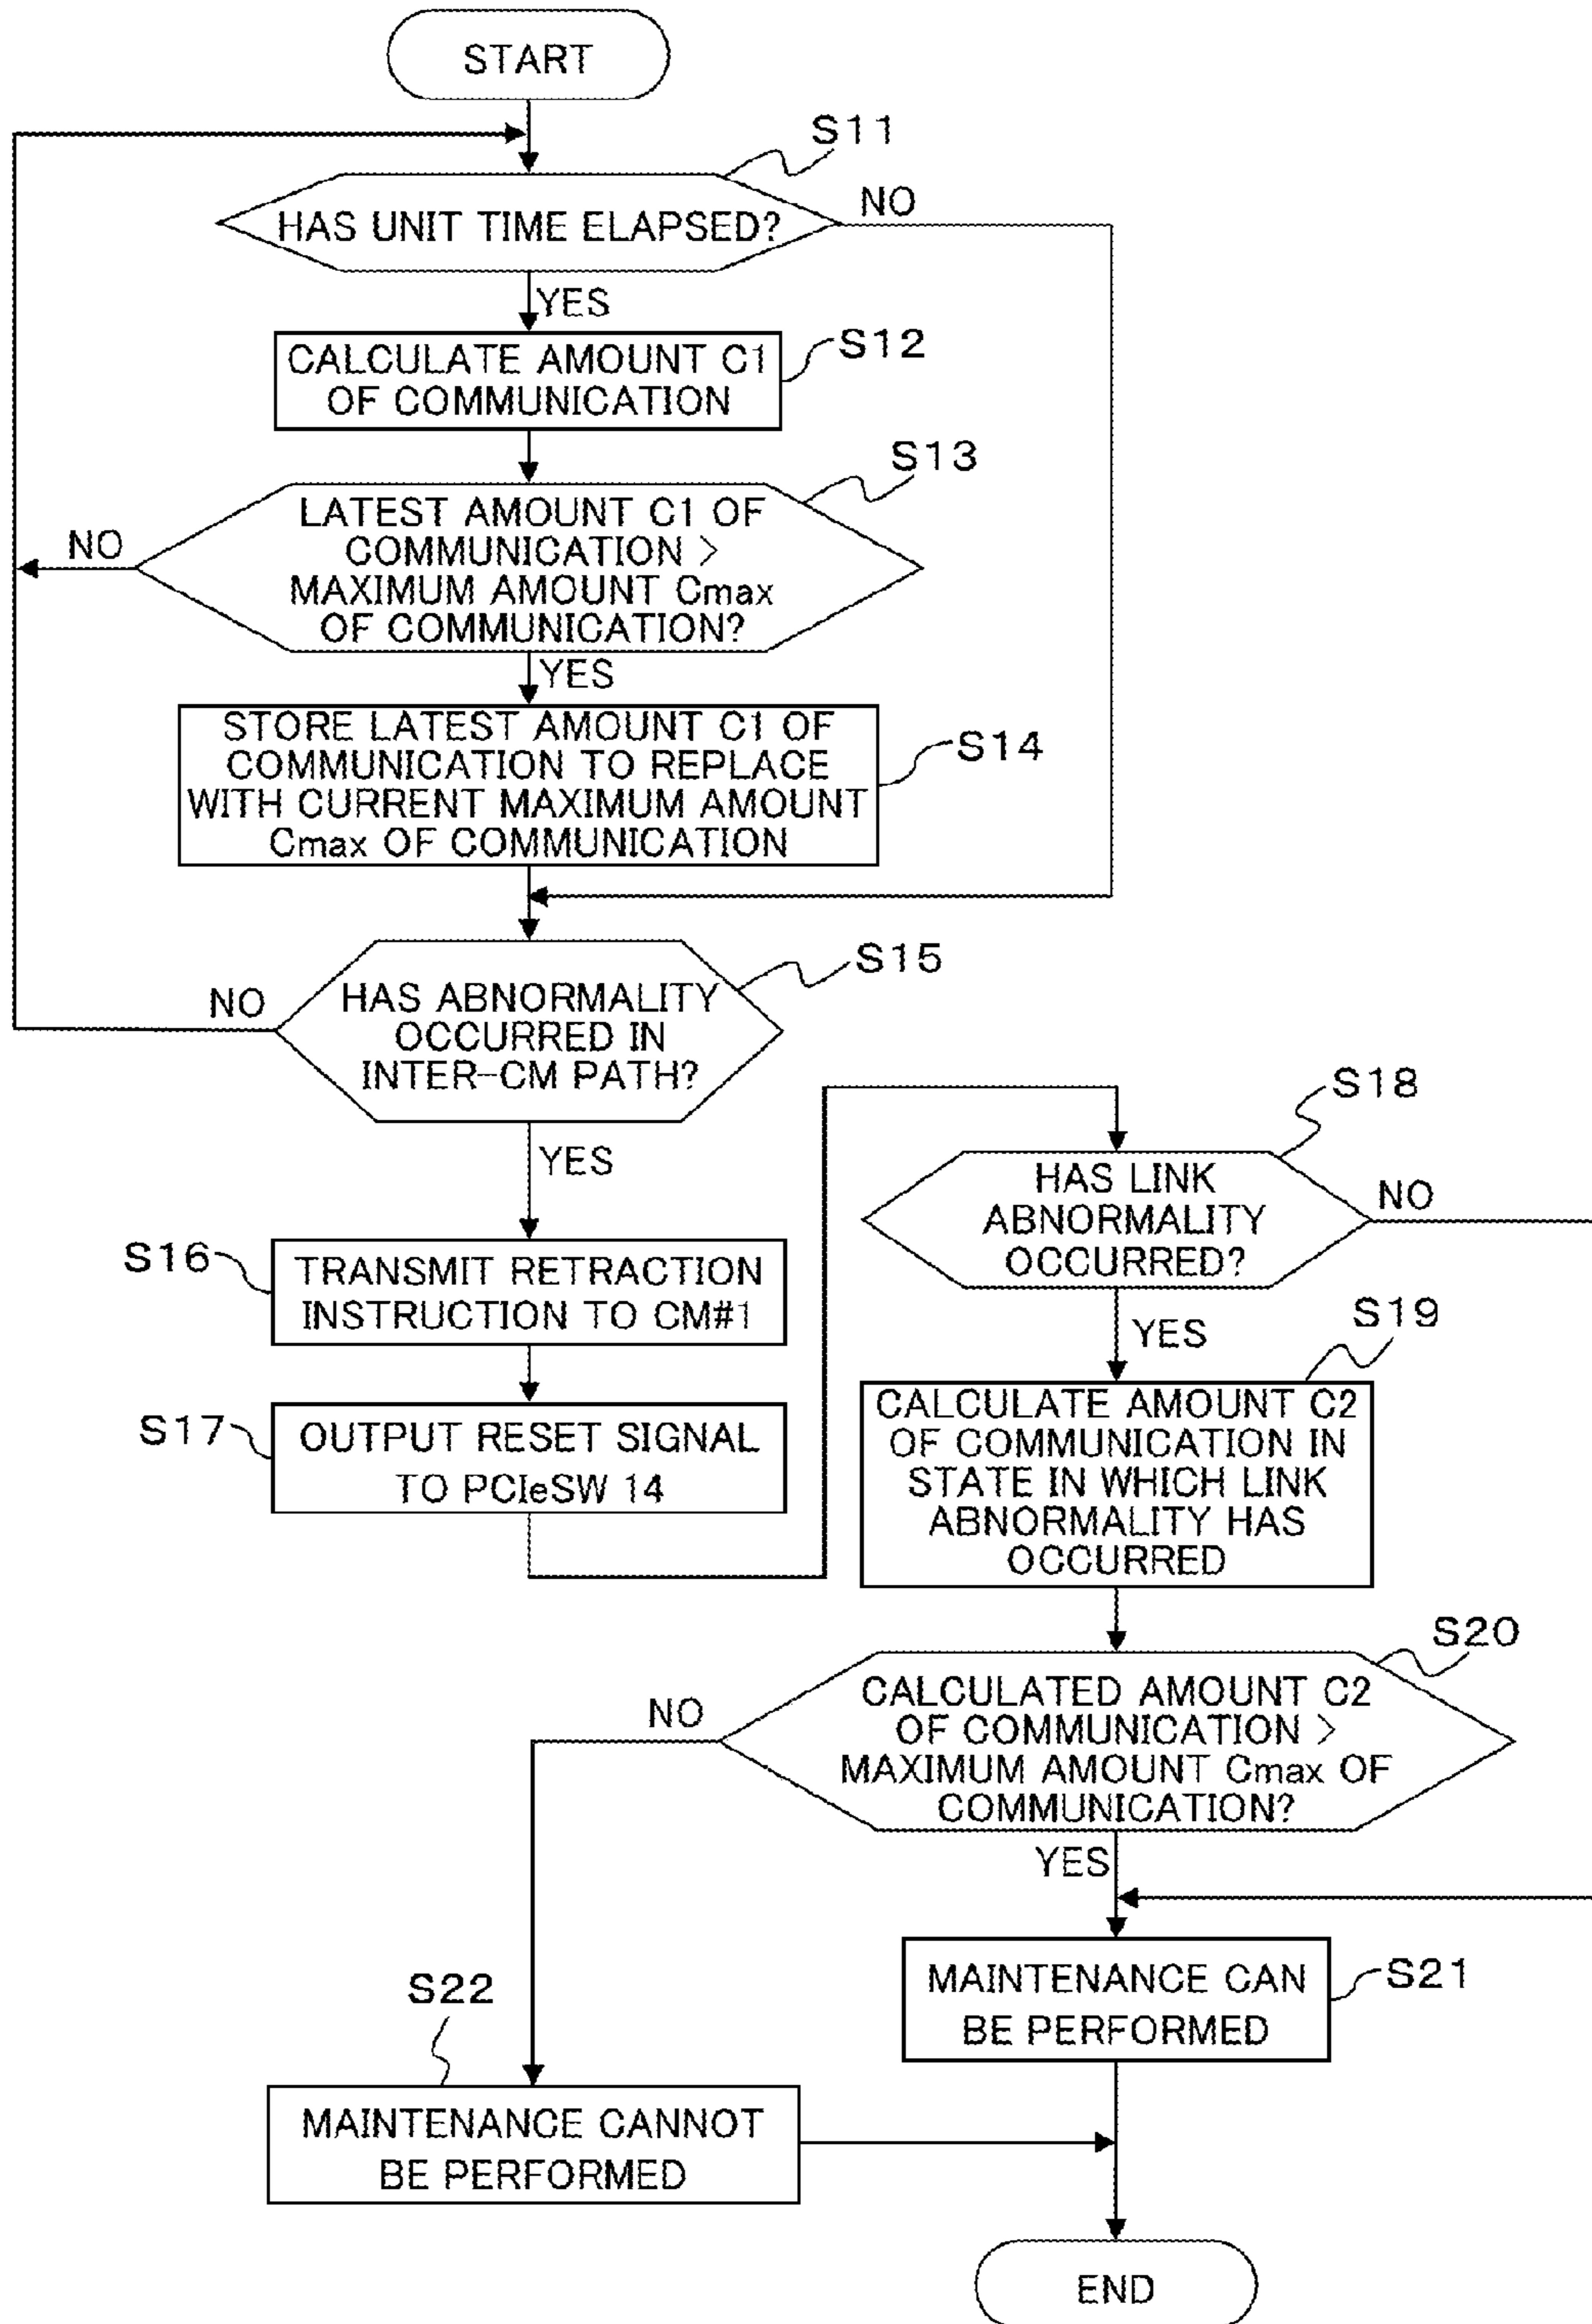 START
S11
HAS UNIT TIME ELAPSED?
NO
YES
S12
CALCULATE AMOUNT C1
OF COMMUNICATION
S13
LATEST AMOUNT C1 OF
COMMUNICATION >
MAXIMUM AMOUNT Cmax
OF COMMUNICATION?
NO
YES
S14
STORE LATEST AMOUNT C1 OF
COMMUNICATION TO REPLACE
WITH CURRENT MAXIMUM AMOUNT
Cmax OF COMMUNICATION
S15
HAS ABNORMALITY
OCCURRED IN
INTER-CM PATH?
NO
YES
S16
TRANSMIT RETRACTION
INSTRUCTION TO CM#1
S17
OUTPUT RESET SIGNAL
TO PCIeSW 14
S18
HAS LINK
ABNORMALITY
OCCURRED?
NO
YES
S19
CALCULATE AMOUNT C2
OF COMMUNICATION IN
STATE IN WHICH LINK
ABNORMALITY HAS
OCCURRED
S20
CALCULATED AMOUNT C2
OF COMMUNICATION >
MAXIMUM AMOUNT Cmax OF
COMMUNICATION?
NO
YES
S21
MAINTENANCE CAN
BE PERFORMED
S22
MAINTENANCE CANNOT
BE PERFORMED
END